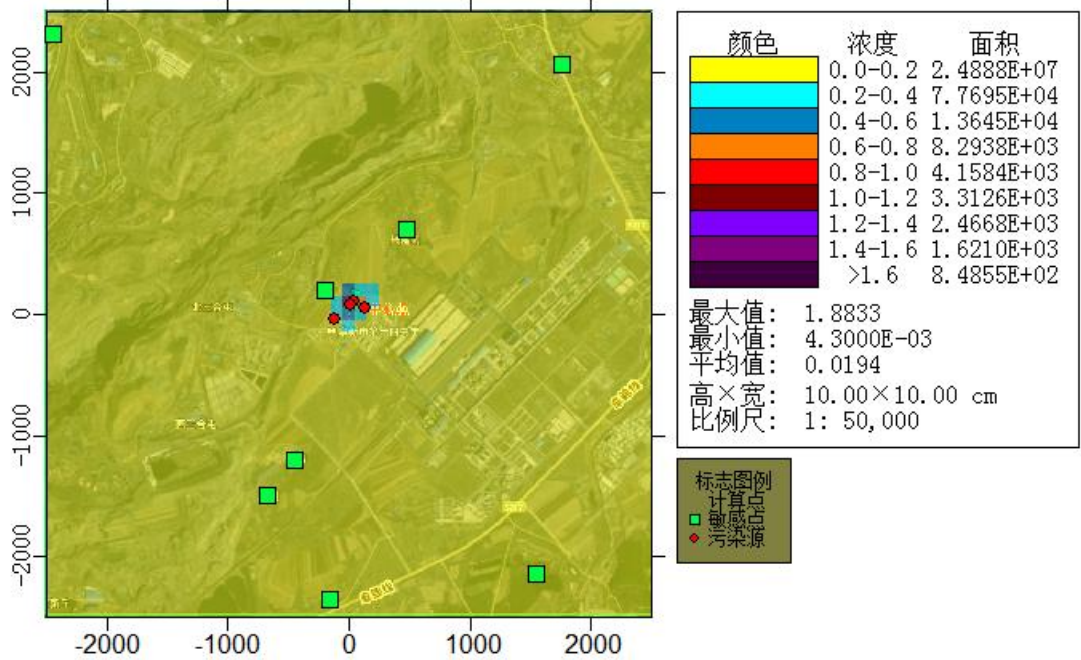 2000
1000
0
-1000
-2000
-2000
-1000
0
1000
2000
颜色 浓度 面积
0.0-0.2 2.4888E+07
0.2-0.4 7.7695E+04
0.4-0.6 1.3645E+04
0.6-0.8 8.2938E+03
0.8-1.0 4.1584E+03
1.0-1.2 3.3126E+03
1.2-1.4 2.4668E+03
1.4-1.6 1.6210E+03
>1.6 8.4855E+02
最大值: 1.8833
最小值: 4.3000E-03
平均值: 0.0194
高×宽: 10.00×10.00 cm
比例尺: 1: 50,000
标志图例
计算点
敏感点
污染源